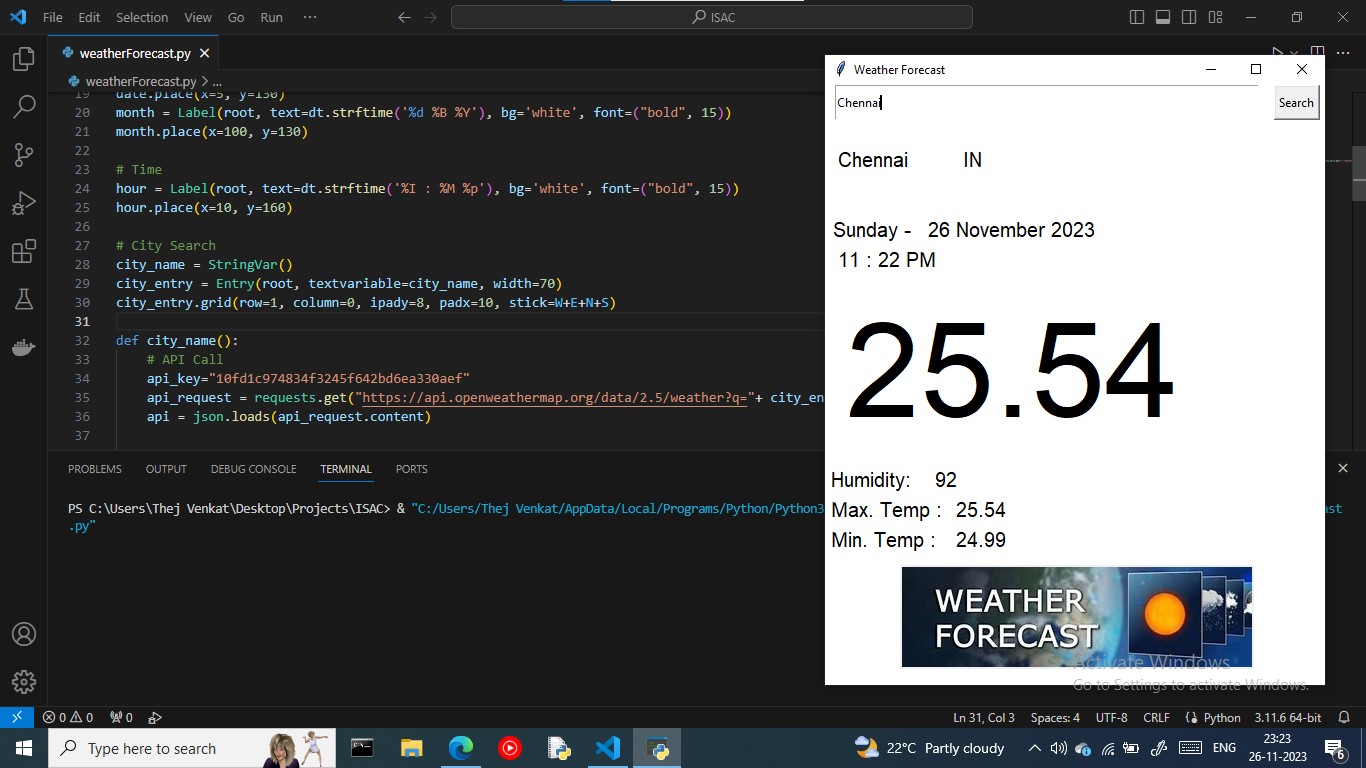 File Edit Selection View Go Run ··· ISAC
weatherForecast.py
weatherForecast.py > ...
19 date.place(x=5, y=130)
20 month = Label(root, text=dt.strftime('%d %B %Y'), bg='white', font=("bold", 15))
21 month.place(x=100, y=130)
22
23 # Time
24 hour = Label(root, text=dt.strftime('%I : %M %p'), bg='white', font=("bold", 15))
25 hour.place(x=10, y=160)
26
27 # City Search
28 city_name = StringVar()
29 city_entry = Entry(root, textvariable=city_name, width=70)
30 city_entry.grid(row=1, column=0, ipady=8, padx=10, stick=W+E+N+S)
31
32 def city_name():
33 # API Call
34 api_key="10fd1c974834f3245f642bd6ea330aef"
35 api_request = requests.get("https://api.openweathermap.org/data/2.5/weather?q="+ city_en
36 api = json.loads(api_request.content)
37
PROBLEMS OUTPUT DEBUG CONSOLE TERMINAL PORTS
PS C:\Users\Thej Venkat\Desktop\Projects\ISAC> & "C:/Users/Thej Venkat/AppData/Local/Programs/Python/Python3
ast
.py"
Weather Forecast
Chennai Search
Chennai IN
Sunday - 26 November 2023
11 : 22 PM
25.54
Humidity: 92
Max. Temp : 25.54
Min. Temp : 24.99
WEATHER
FORECAST
Activate Windows
Go to Settings to activate Windows.
0 0 0 Ln 31, Col 3 Spaces: 4 UTF-8 CRLF Python 3.11.6 64-bit
Type here to search 22°C Partly cloudy ENG 23:23
26-11-2023 6